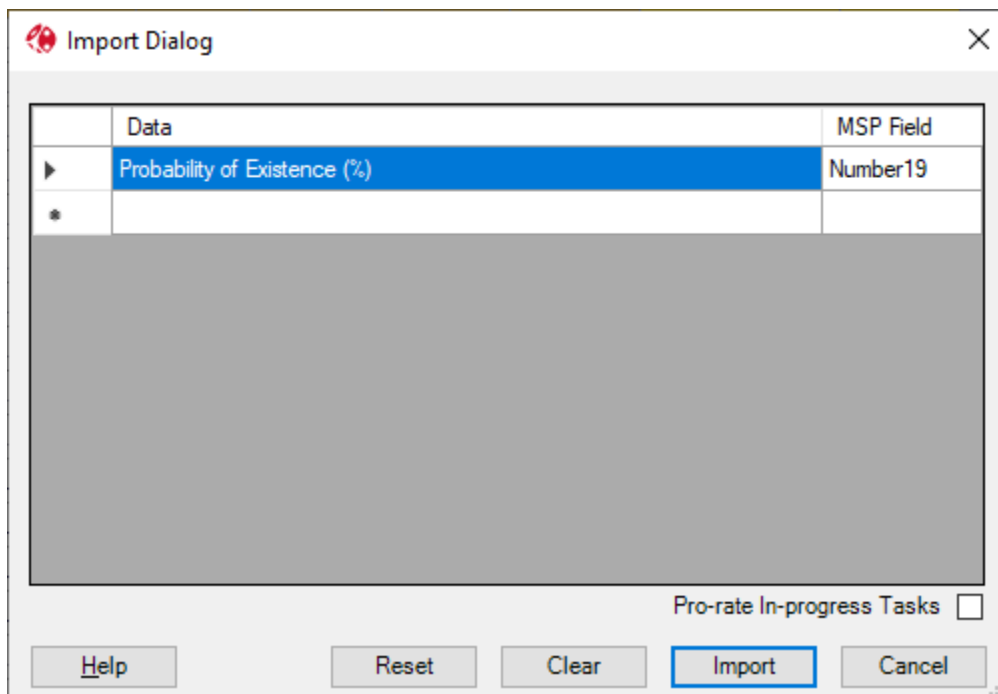 Import Dialog
Data MSP Field
Probability of Existence (%) Number19
Pro-rate In-progress Tasks
Help Reset Clear Import Cancel